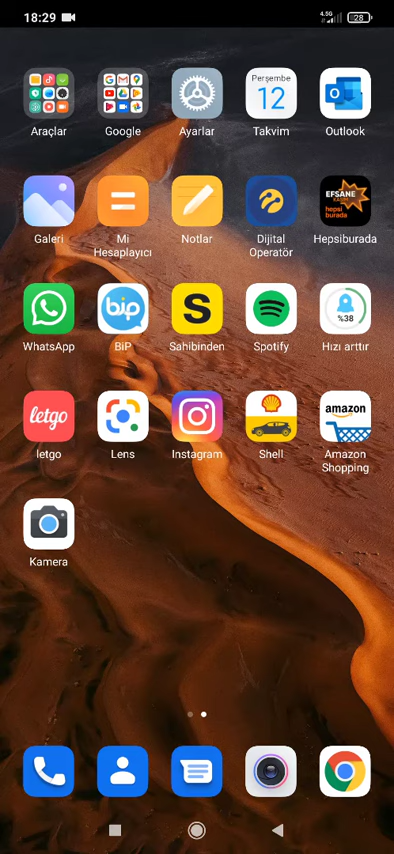 18:29
4.5G
28
Araçlar
Google
Ayarlar
Perşembe
12
Takvim
Outlook
Galeri
Mi
Hesaplayıcı
Notlar
Dijital
Operatör
EFSANE
KASIM
hepsi
burada
Hepsiburada
WhatsApp
bip
BiP
S
Sahibinden
Spotify
%38
Hızı arttır
letgo
letgo
Lens
Instagram
Shell
amazon
Amazon
Shopping
Kamera